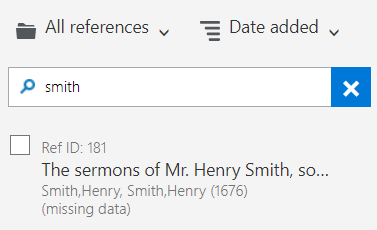 All references Date added
smith
Ref ID: 181
The sermons of Mr. Henry Smith, so...
Smith,Henry, Smith,Henry (1676)
(missing data)